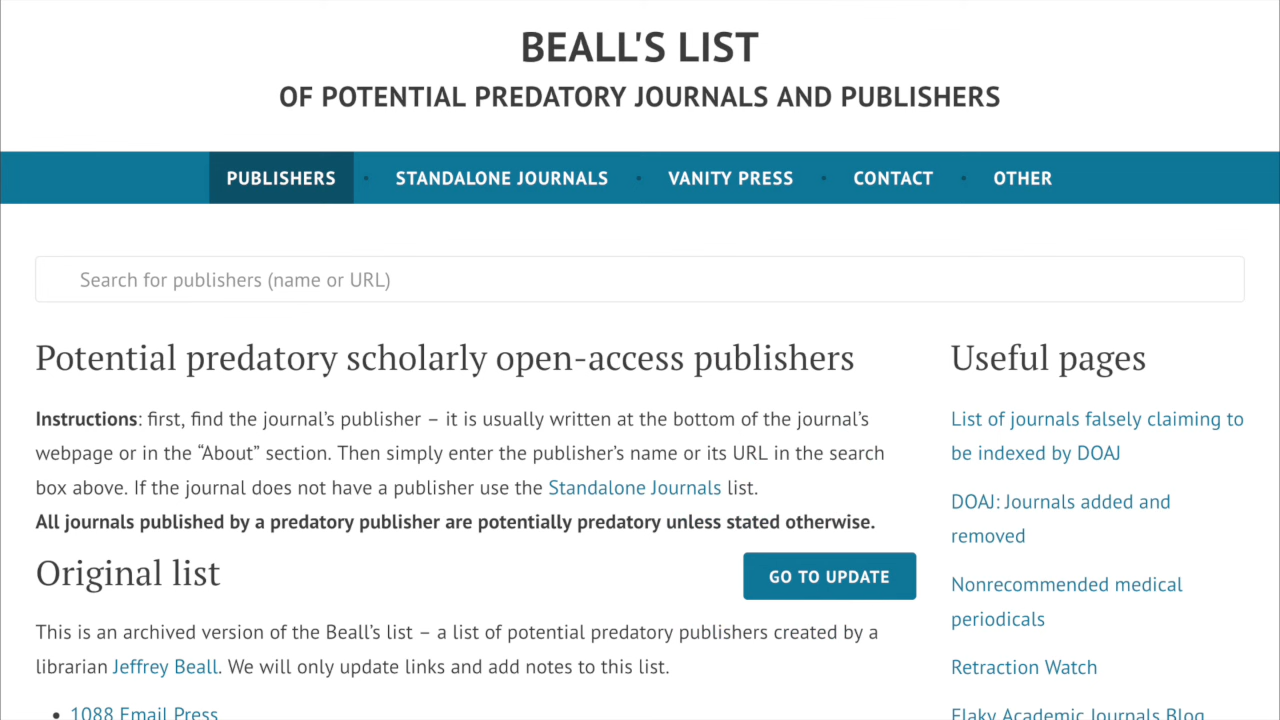 BEALL'S LIST
OF POTENTIAL PREDATORY JOURNALS AND PUBLISHERS
PUBLISHERS • STANDALONE JOURNALS • VANITY PRESS • CONTACT • OTHER
Search for publishers (name or URL)
Potential predatory scholarly open-access publishers
Instructions: first, find the journal’s publisher – it is usually written at the bottom of the journal’s
webpage or in the “About” section. Then simply enter the publisher’s name or its URL in the search
box above. If the journal does not have a publisher use the Standalone Journals list.
All journals published by a predatory publisher are potentially predatory unless stated otherwise.
Original list
GO TO UPDATE
This is an archived version of the Beall’s list – a list of potential predatory publishers created by a
librarian Jeffrey Beall. We will only update links and add notes to this list.
• 1088 Email Press
Useful pages
List of journals falsely claiming to
be indexed by DOAJ
DOAJ: Journals added and
removed
Nonrecommended medical
periodicals
Retraction Watch
Flaky Academic Journals Blog